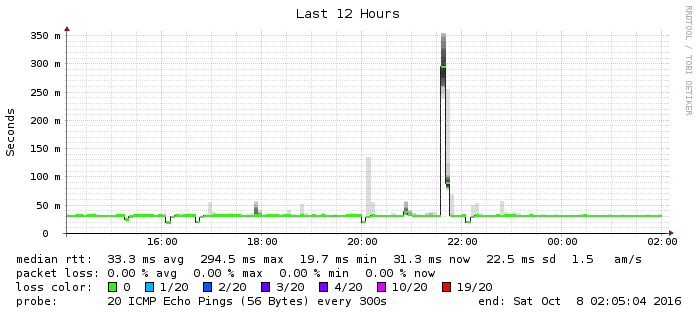 Last 12 Hours
RRDTOOL / TOBI OETIKER
Seconds
350 m
300 m
250 m
200 m
150 m
100 m
50 m
0
16:00 18:00 20:00 22:00 00:00 02:00
median rtt: 33.3 ms avg 294.5 ms max 19.7 ms min 31.3 ms now 22.5 ms sd 1.5 am/s
packet loss: 0.00 % avg 0.00 % max 0.00 % min 0.00 % now
loss color: 0 1/20 2/20 3/20 4/20 10/20 19/20
probe: 20 ICMP Echo Pings (56 Bytes) every 300s end: Sat Oct 8 02:05:04 2016